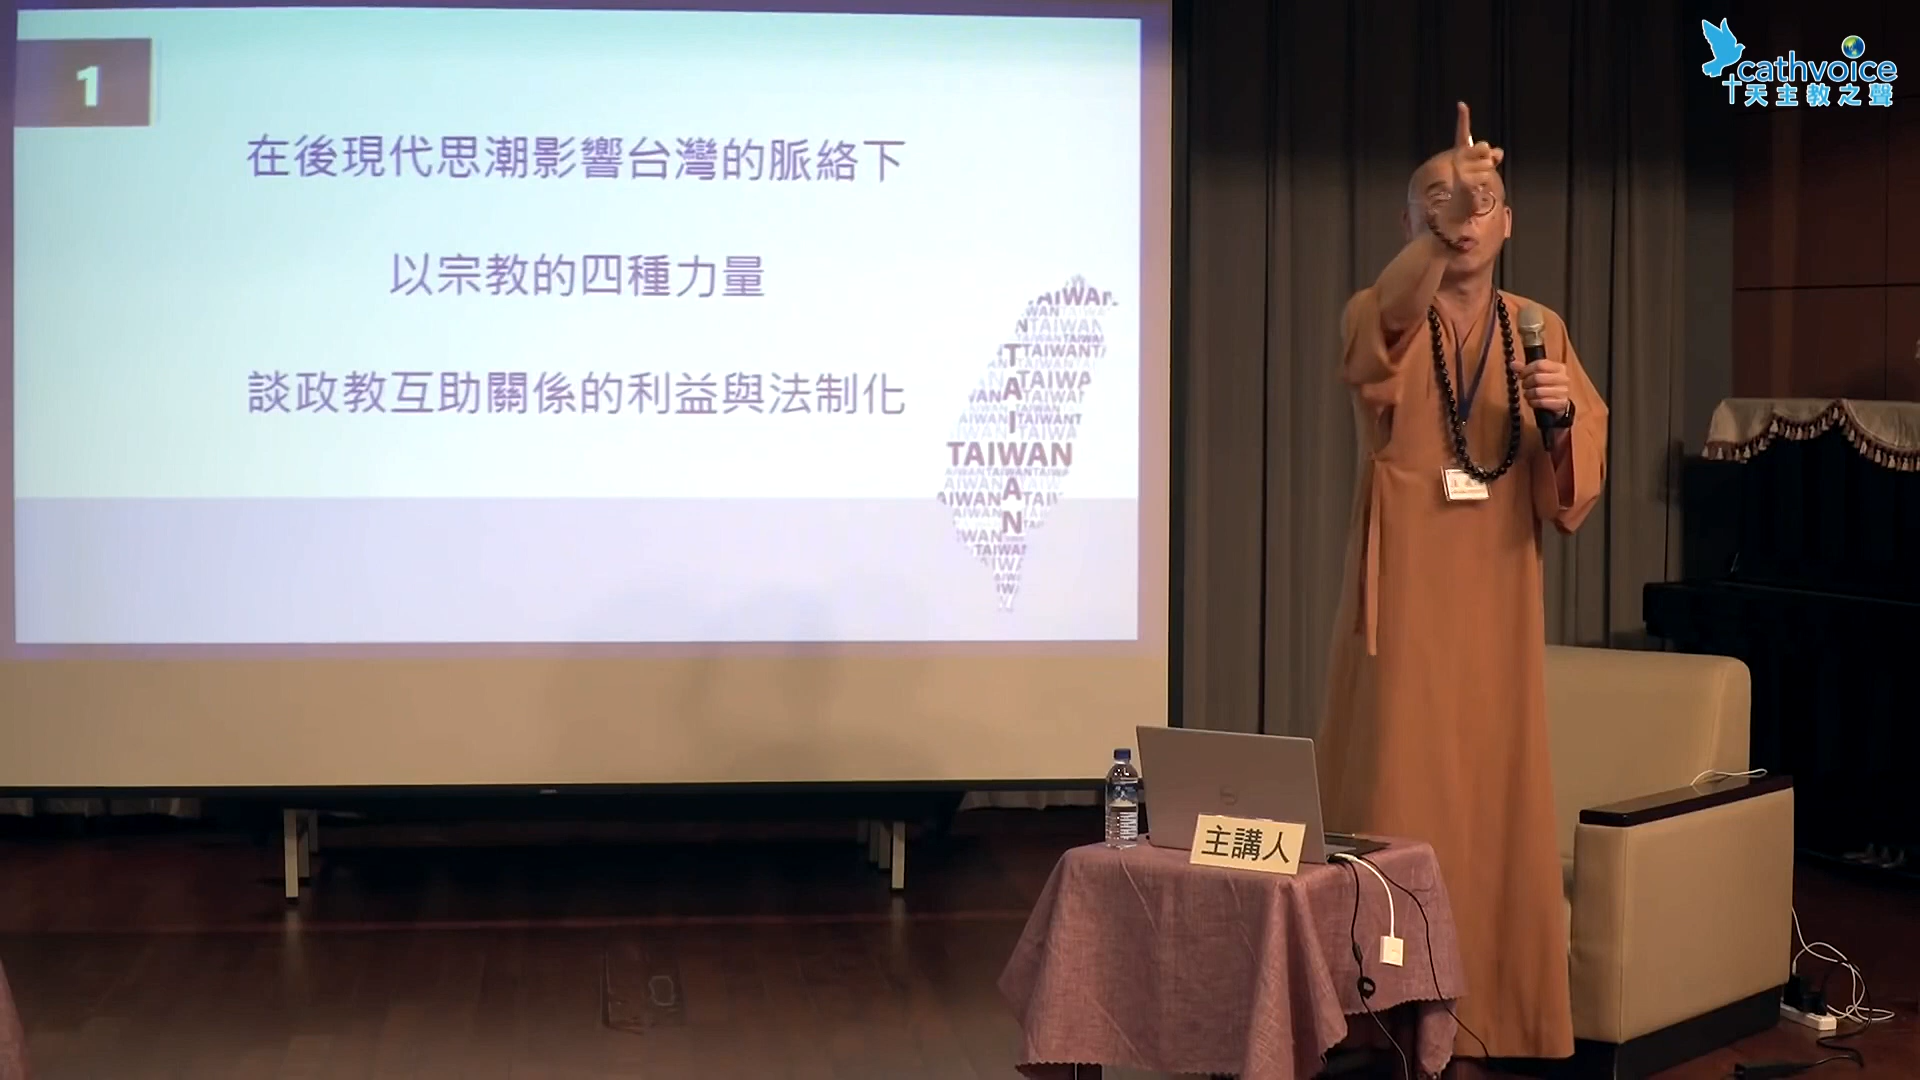 1
在後現代思潮影響台灣的脈絡下
以宗教的四種力量
談政教互助關係的利益與法制化
TAIWAN
TAIWAN
cathvoice
天主教之聲
主講人